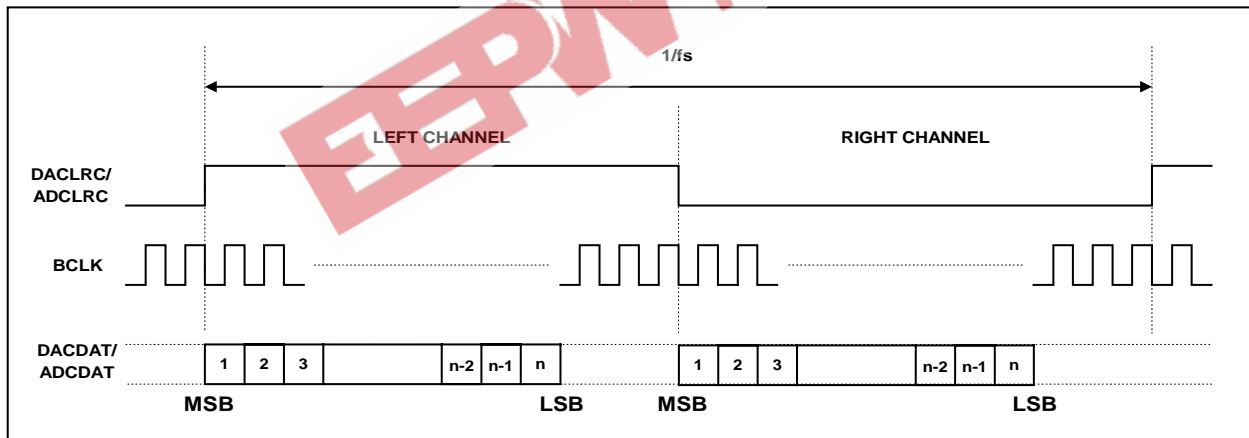 EEPW
1/fs
LEFT CHANNEL
RIGHT CHANNEL
DACLRC/
ADCLRC
BCLK
DACDAT/
ADCDAT
1 2 3 n-2 n-1 n 1 2 3 n-2 n-1 n
MSB LSB MSB LSB